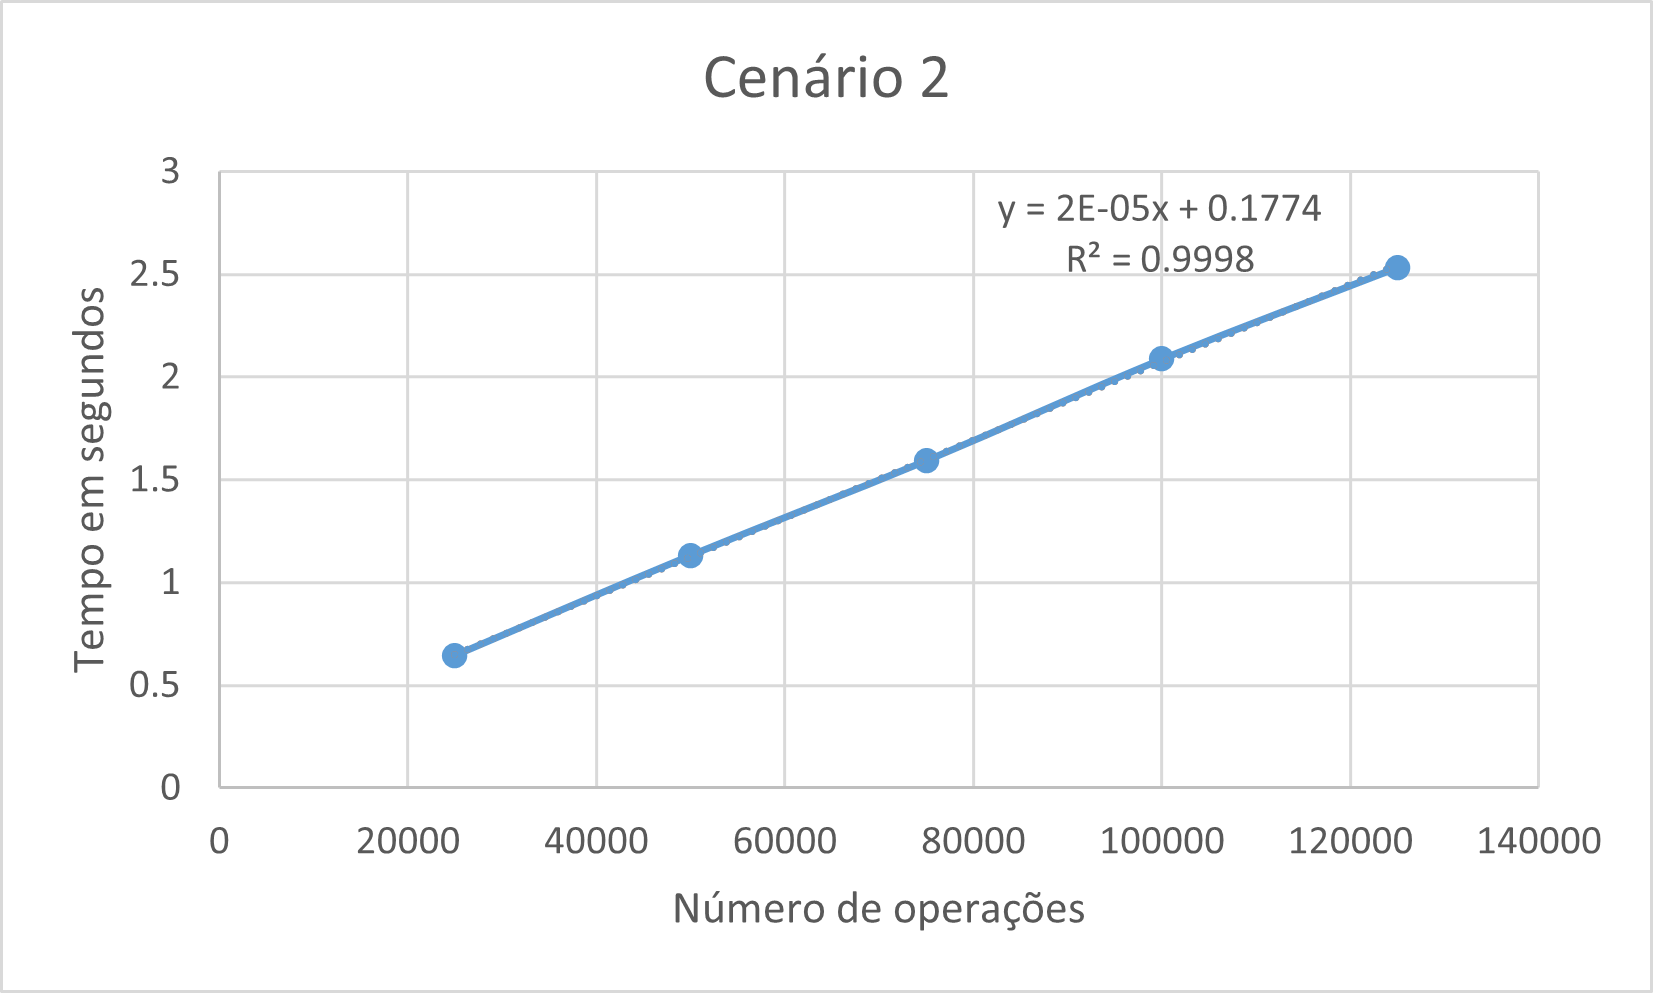 Cenário 2
y = 2E-05x + 0.1774
R² = 0.9998
3
2.5
2
1.5
1
0.5
0
Tempo em segundos
0 20000 40000 60000 80000 100000 120000 140000
Número de operações